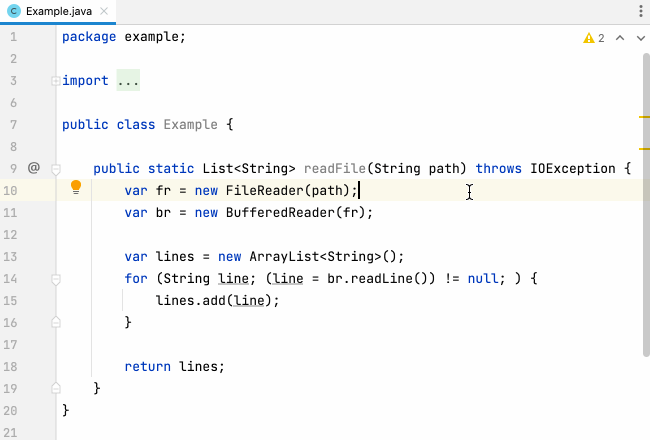 Example.java
1 package example;
2
3 import ...
6
7 public class Example {
8
9 @ public static List<String> readFile(String path) throws IOException {
10 var fr = new FileReader(path);
11 var br = new BufferedReader(fr);
12
13 var lines = new ArrayList<String>();
14 for (String line; (line = br.readLine()) != null; ) {
15 lines.add(line);
16 }
17
18 return lines;
19 }
20 }
21
2